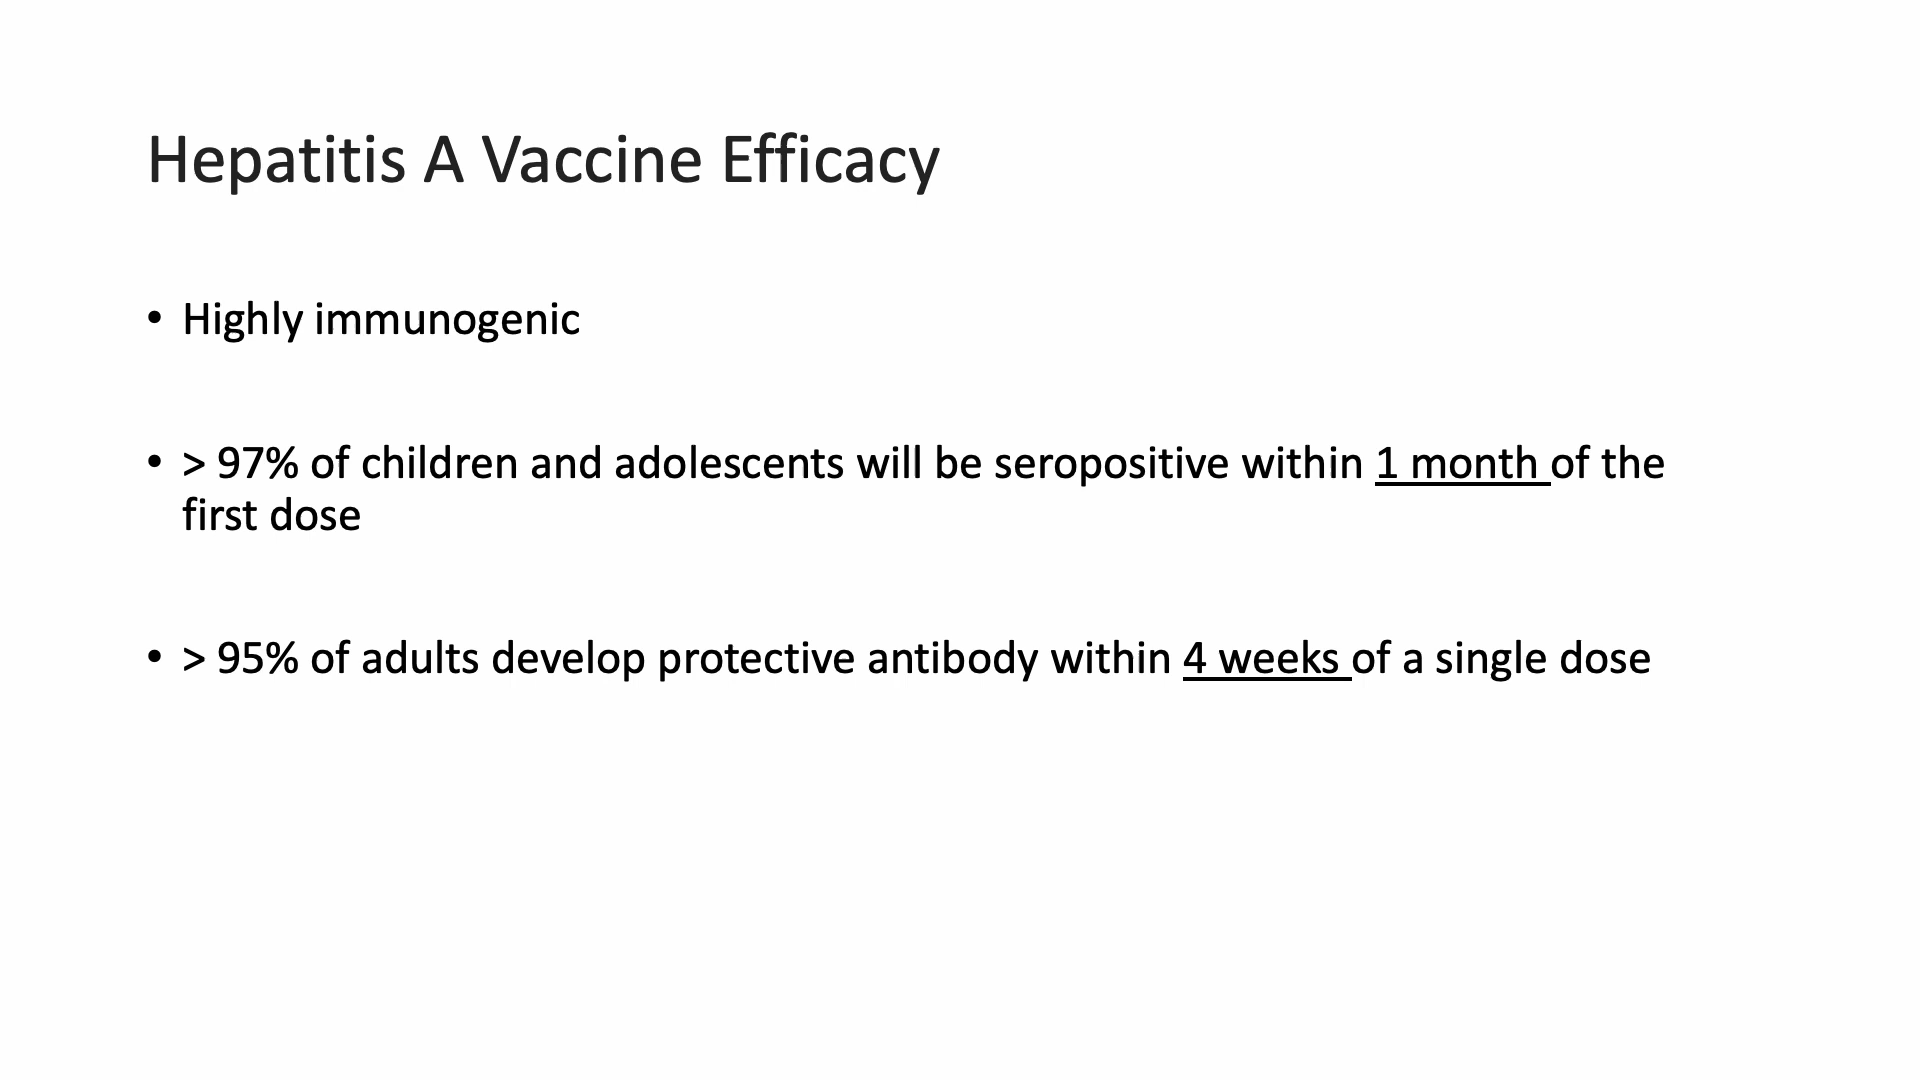 Hepatitis A Vaccine Efficacy
• Highly immunogenic
• > 97% of children and adolescents will be seropositive within 1 month of the
first dose
• > 95% of adults develop protective antibody within 4 weeks of a single dose